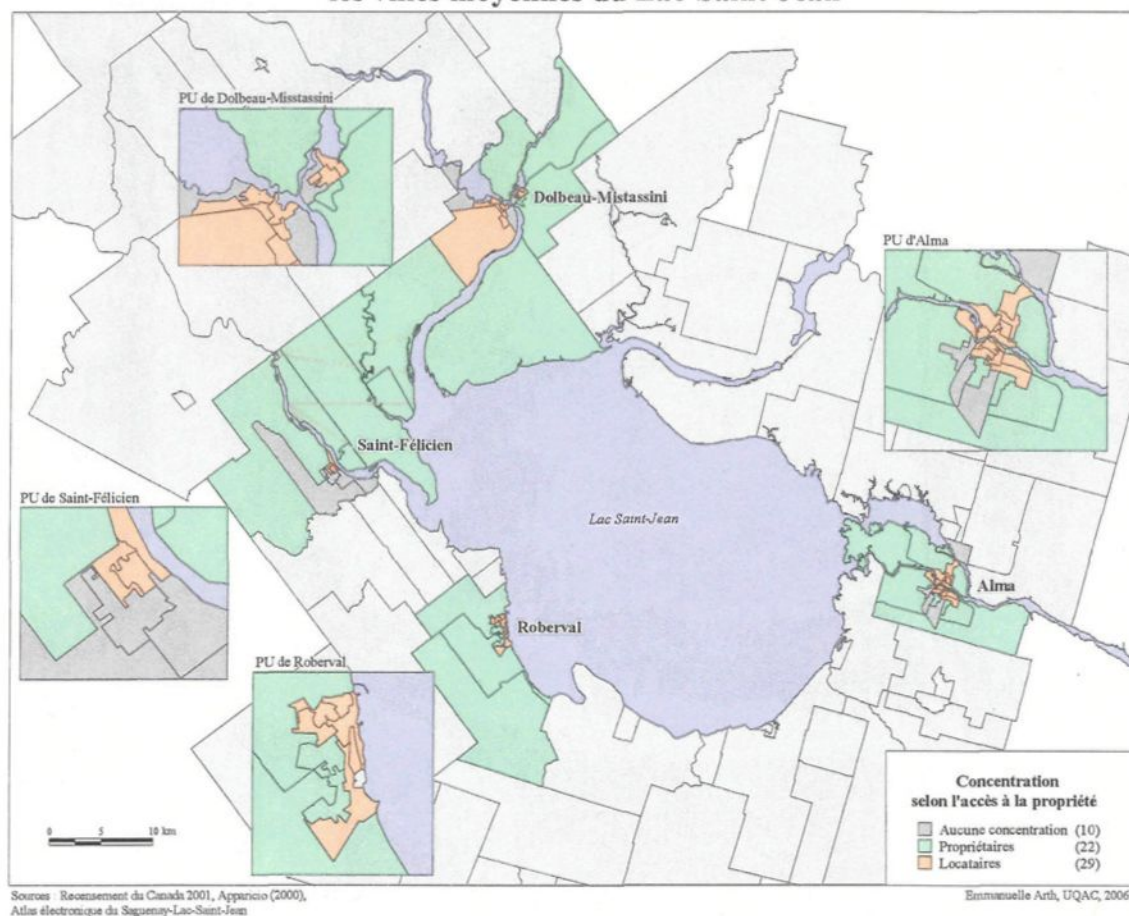 PU de Dolbeau-Misstassini
Dolbeau-Mistassini
PU d'Alma
Saint-Félicien
PU de Saint-Félicien
Lac Saint-Jean
Alma
Roberval
PU de Roberval
Concentration
selon l'accès à la propriété
Aucune concentration (10)
Propriétaires (22)
Locataires (29)
0 5 10 km
Sources : Recensement du Canada 2001, Apparicio (2000),
Atlas électronique du Saguenay-Lac-Saint-Jean
Emmanuelle Arth, UQAC, 2006